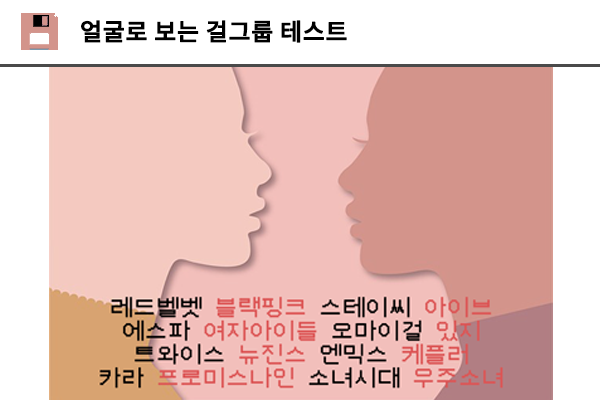 얼굴로 보는 걸그룹 테스트
레드벨벳 블랙핑크 스테이씨 아이브
에스파 여자아이들 오마이걸 있지
트와이스 뉴진스 엔믹스 케플러
카라 프로미스나인 소녀시대 우주소녀